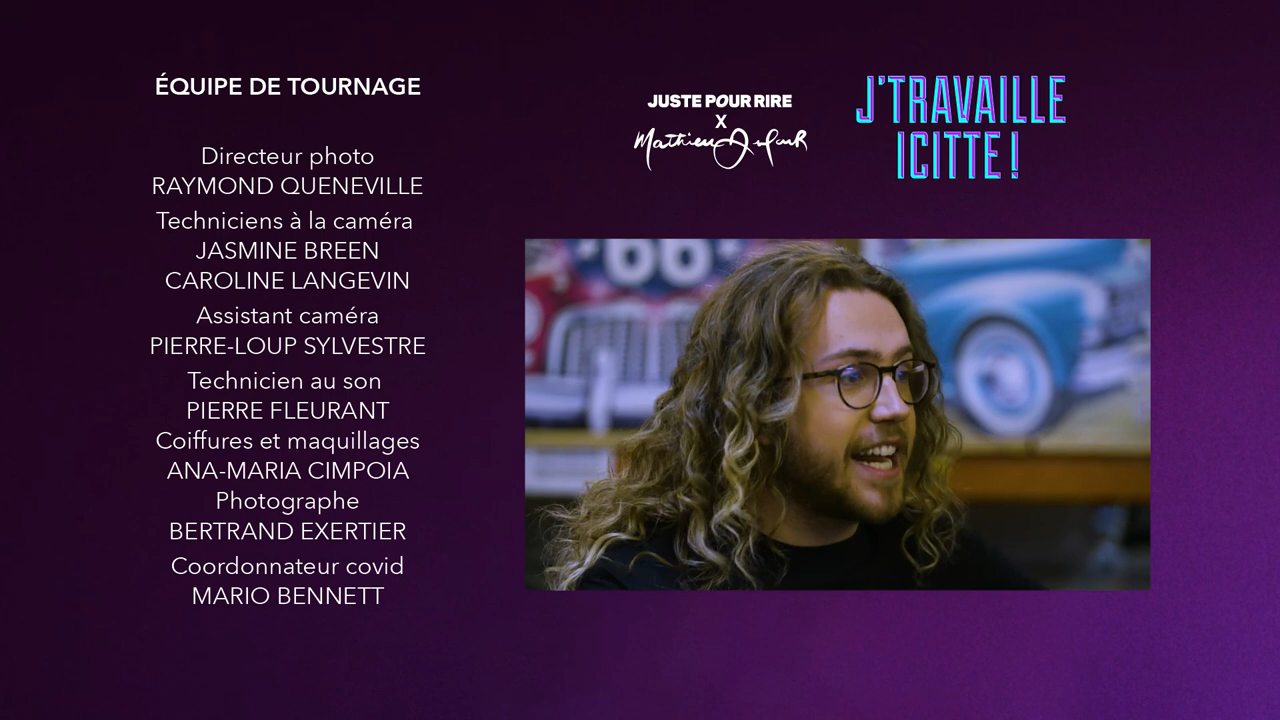 ÉQUIPE DE TOURNAGE
Directeur photo
RAYMOND QUENEVILLE
Techniciens à la caméra
JASMINE BREEN
CAROLINE LANGEVIN
Assistant caméra
PIERRE-LOUP SYLVESTRE
Technicien au son
PIERRE FLEURANT
Coiffures et maquillages
ANA-MARIA CIMPOIA
Photographe
BERTRAND EXERTIER
Coordonnateur covid
MARIO BENNETT
JUSTE POUR RIRE
X
Mathieu
J'TRAVAILLE
ICITTE !
66